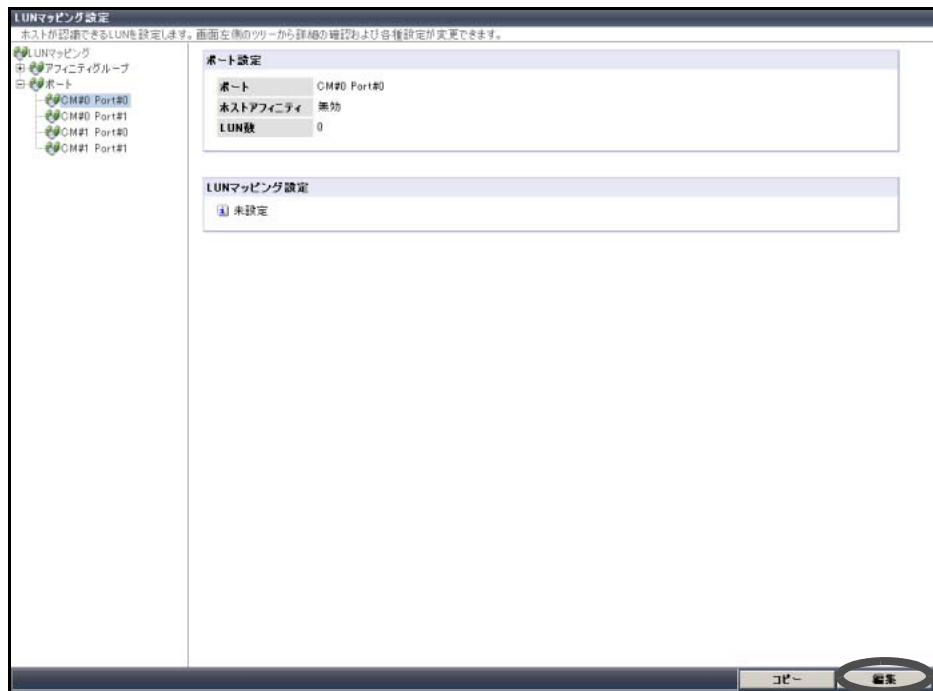 LUNマッピング設定
ホストが認識できるLUNを設定します。画面左側のツリーから詳細の確認および各種設定が変更できます。
LUNマッピング
アフィニティグループ
ポート
CM#0 Port#0
CM#0 Port#1
CM#1 Port#0
CM#1 Port#1
ポート設定
ポート CM#0 Port#0
ホストアフィニティ 無効
LUN数 0
LUNマッピング設定
未設定
コピー 編集